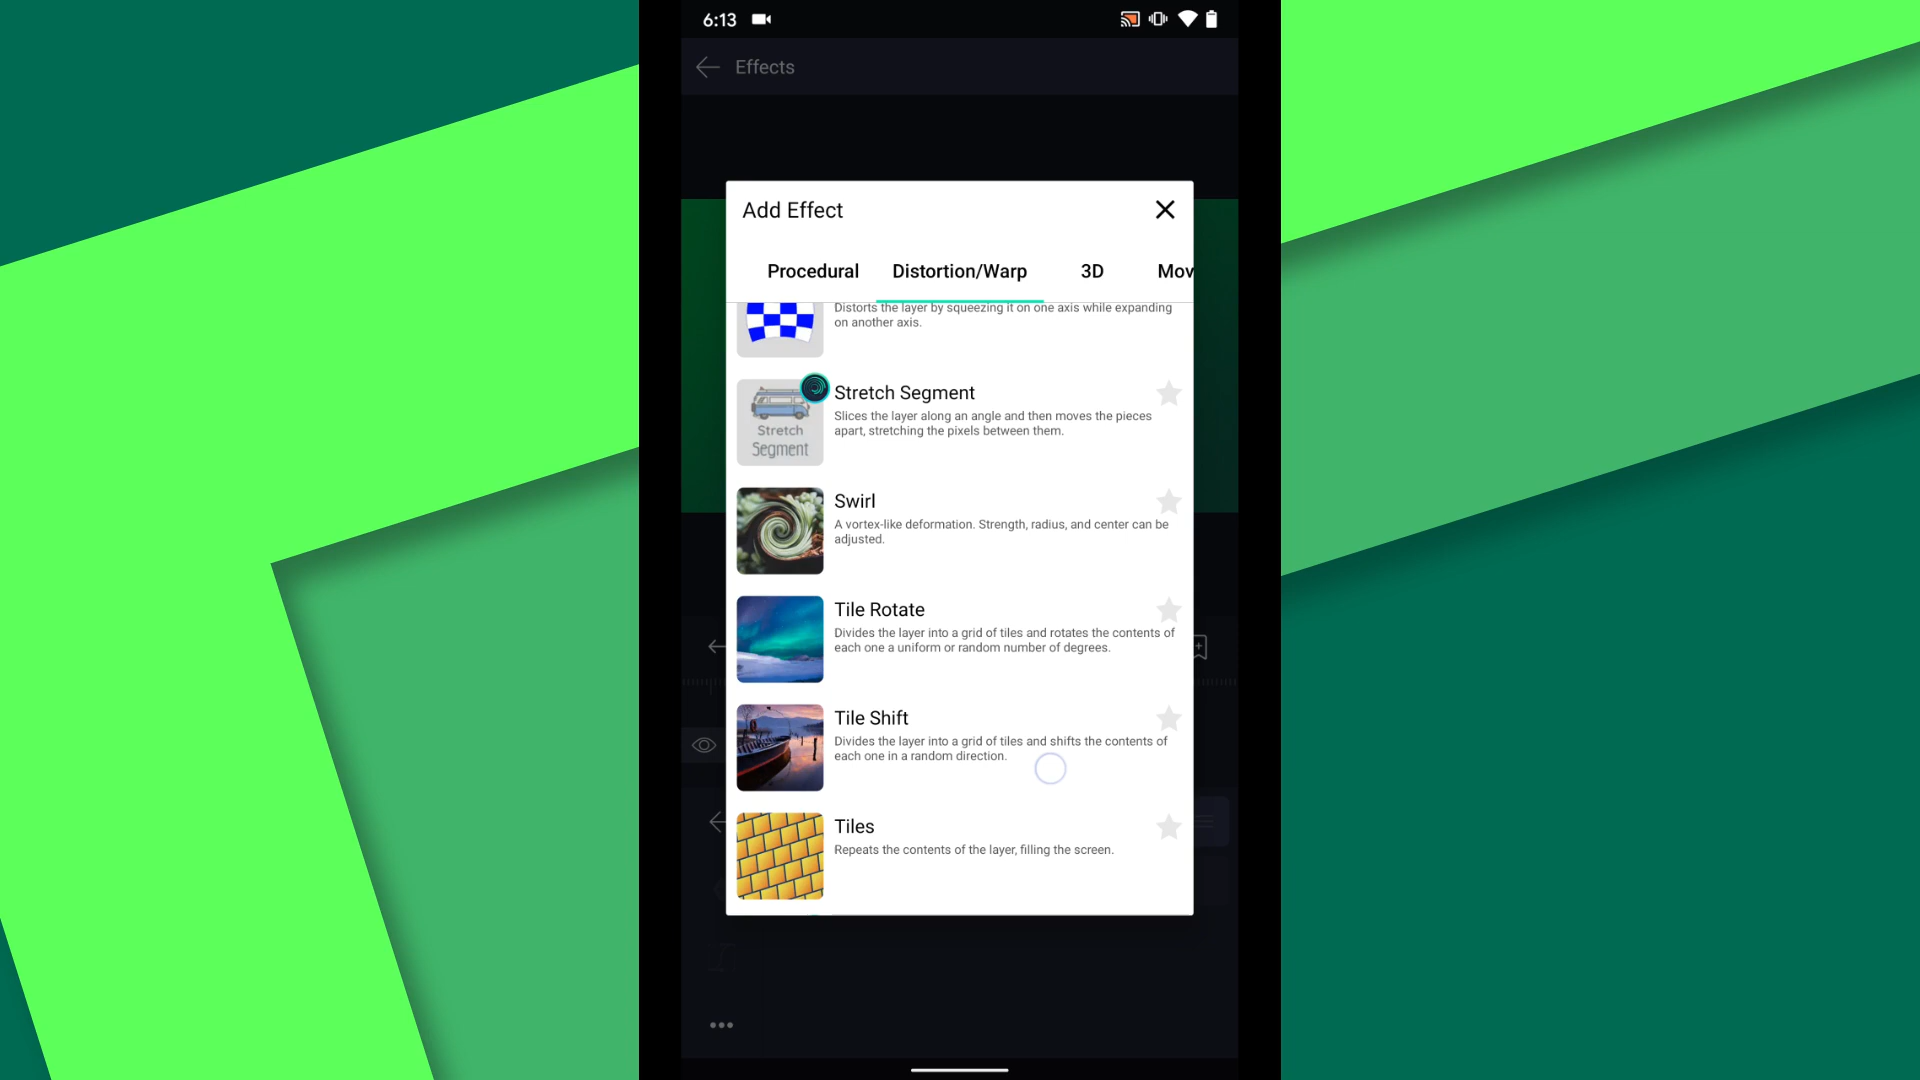 6:13
Effects
Add Effect
Procedural
Distortion/Warp
3D
Mov
Distorts the layer by squeezing it on one axis while expanding
on another axis.
Stretch
Segment
Stretch Segment
Slices the layer along an angle and then moves the pieces
apart, stretching the pixels between them.
Swirl
A vortex-like deformation. Strength, radius, and center can be
adjusted.
Tile Rotate
Divides the layer into a grid of tiles and rotates the contents of
each one a uniform or random number of degrees.
Tile Shift
Divides the layer into a grid of tiles and shifts the contents of
each one in a random direction.
Tiles
Repeats the contents of the layer, filling the screen.